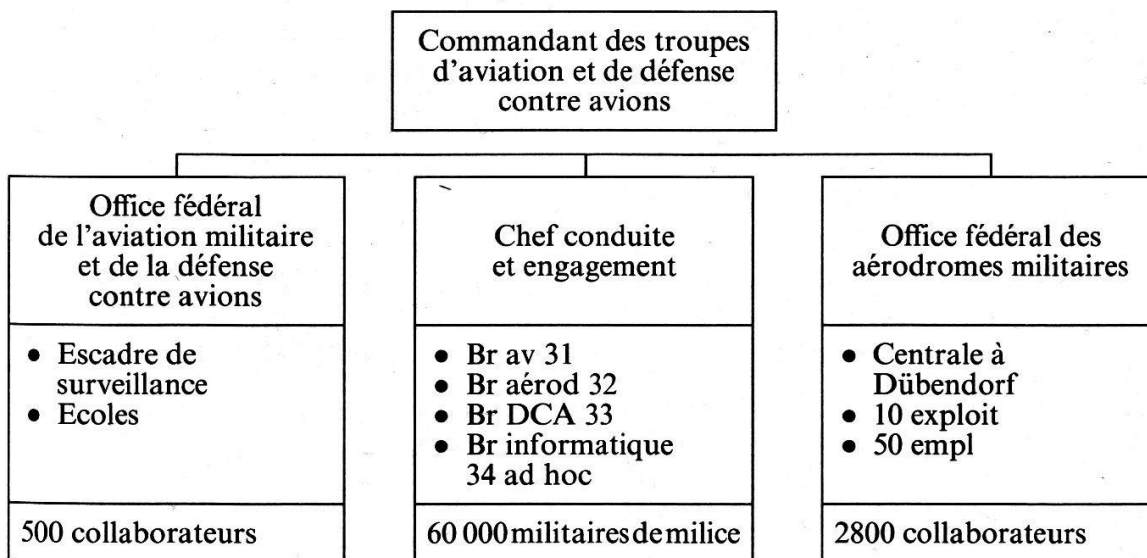 Commandant des troupes
d'aviation et de défense
contre avions
Office fédéral
de l'aviation militaire
et de la défense
contre avions
• Escadre de
surveillance
• Ecoles
500 collaborateurs
Chef conduite
et engagement
• Br av 31
• Br aérod 32
• Br DCA 33
• Br informatique
34 ad hoc
60 000 militaires de milice
Office fédéral des
aérodromes militaires
• Centrale à
Dübendorf
• 10 exploit
• 50 empl
2800 collaborateurs